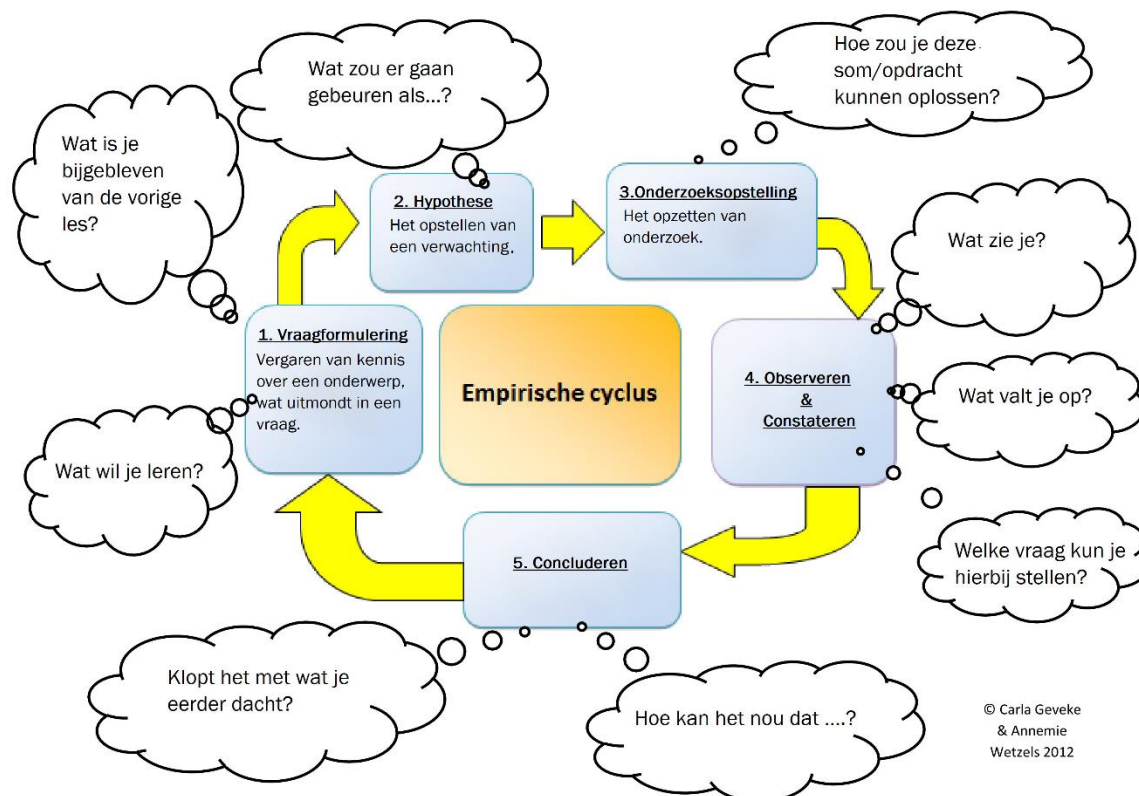 Wat is je
bijgebleven
van de vorige
les?
Wat zou er gaan
gebeuren als...?
Hoe zou je deze
som/opdracht
kunnen oplossen?
1. Vraagformulering
Vergaren van kennis
over een onderwerp,
wat uitmondt in een
vraag.
2. Hypothese
Het opstellen van
een verwachting.
3.Onderzoeksopstelling
Het opzetten van
onderzoek.
Wat zie je?
Empirische cyclus
4. Observeren
&
Constateren
Wat valt je op?
Wat wil je leren?
Welke vraag kun je
hierbij stellen?
5. Concluderen
Klopt het met wat je
eerder dacht?
Hoe kan het nou dat ....?
© Carla Geveke
& Annemie
Wetzels 2012